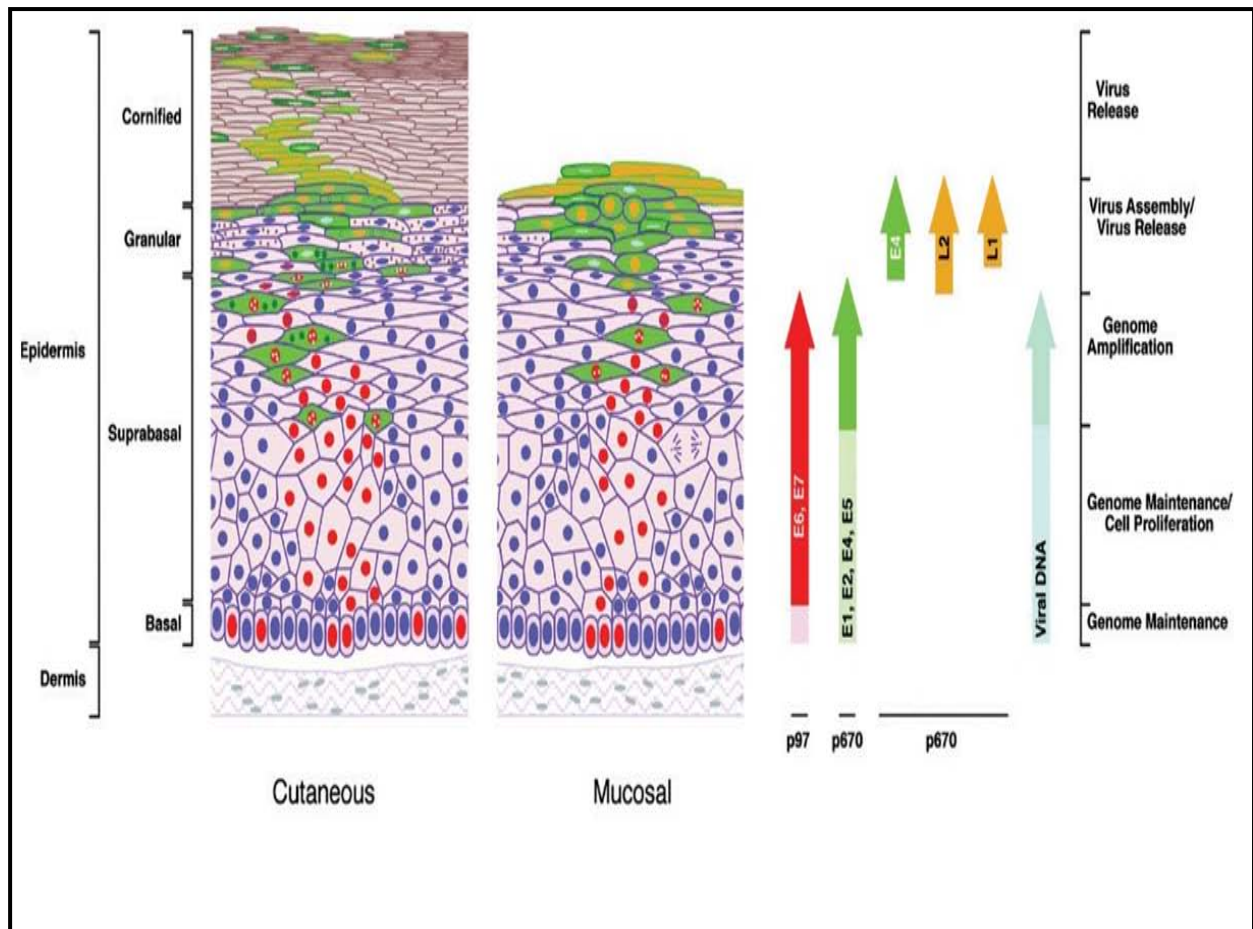 Epidermis
Dermis
Cornified
Granular
Suprabasal
Basal
Cutaneous
Mucosal
E6, E7
E1, E2, E4, E5
E4
L2
L1
Viral DNA
p97
p670
p670
Virus
Release
Virus Assembly/
Virus Release
Genome
Amplification
Genome Maintenance/
Cell Proliferation
Genome Maintenance